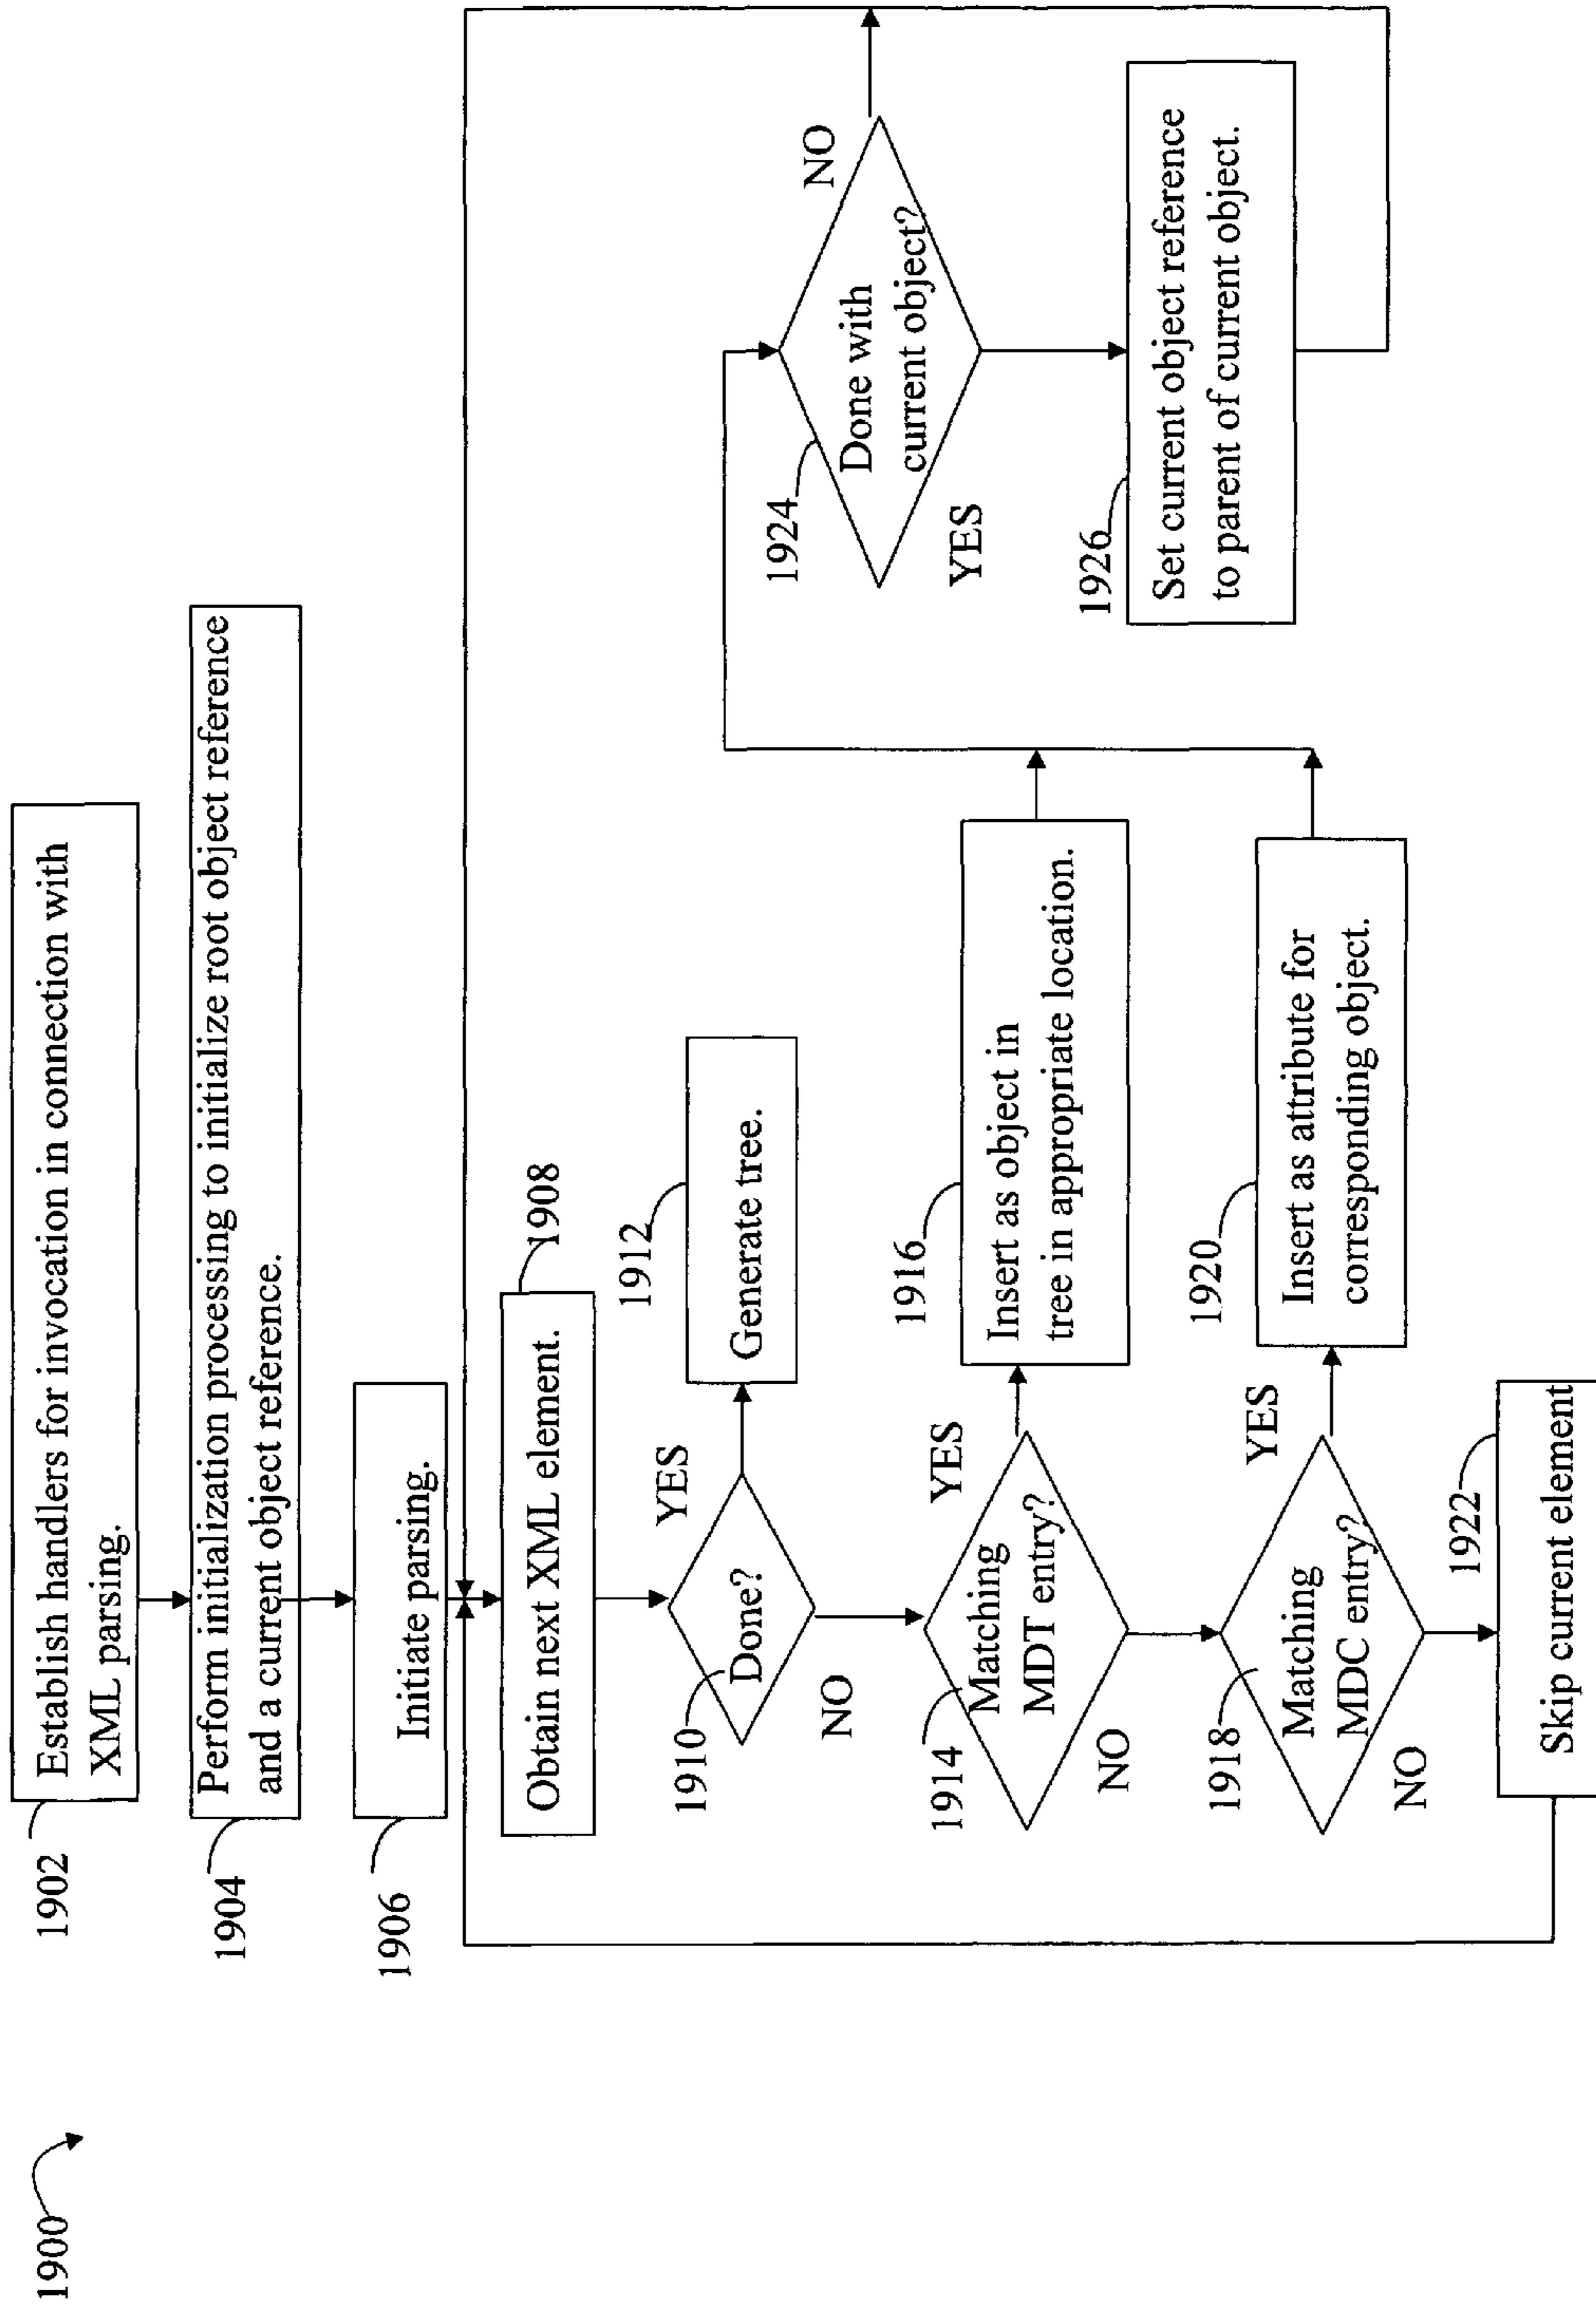 1900
1902
Establish handlers for invocation in connection with
XML parsing.
1904
Perform initialization processing to initialize root object reference
and a current object reference.
1906
Initiate parsing.
1908
Obtain next XML element.
1910
Done?
YES
NO
1912
Generate tree.
1914
Matching
MDT entry?
YES
NO
1916
Insert as object in
tree in appropriate location.
1918
Matching
MDC entry?
YES
NO
1920
Insert as attribute for
corresponding object.
1922
Skip current element
1924
Done with
current object?
NO
YES
1926
Set current object reference
to parent of current object.